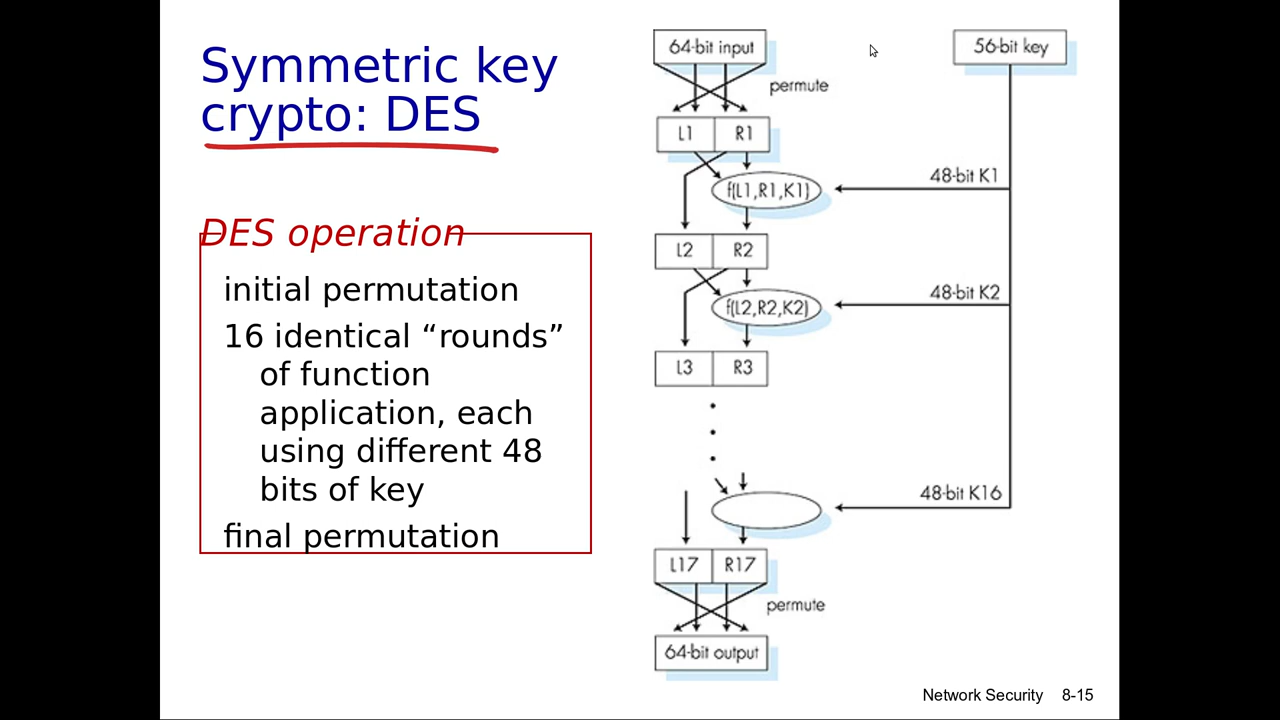 Symmetric key
crypto: DES
DES operation
initial permutation
16 identical “rounds”
of function
application, each
using different 48
bits of key
final permutation
64-bit input
56-bit key
permute
L1 R1
48-bit K1
f(L1,R1,K1)
L2 R2
48-bit K2
f(L2,R2,K2)
L3 R3
48-bit K16
L17 R17
permute
64-bit output
Network Security 8-15